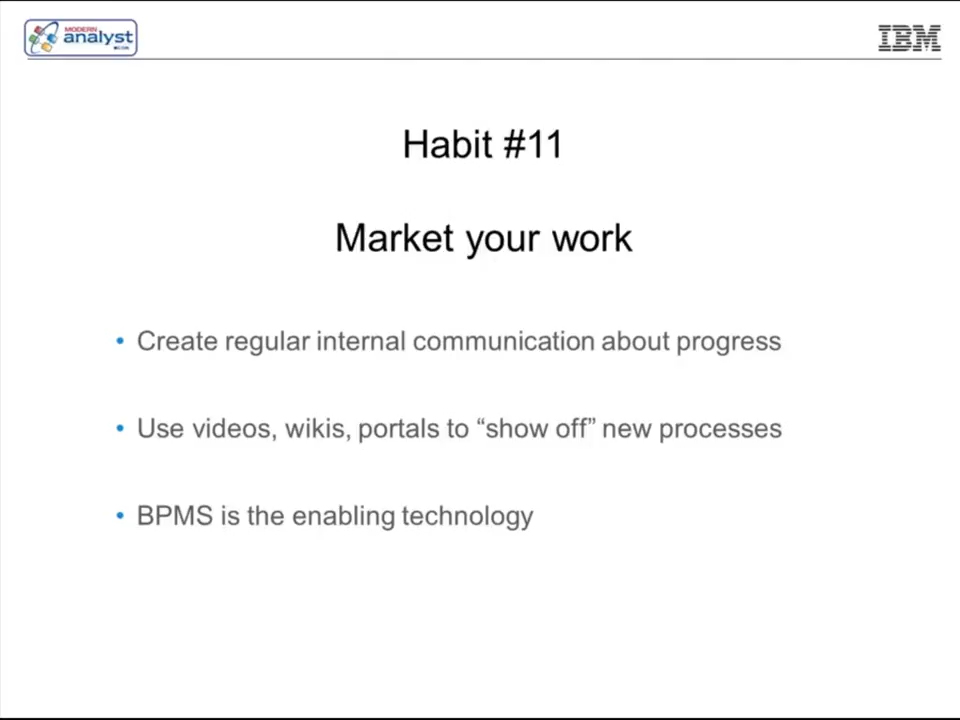 MODERN
analyst
IBM
Habit #11
Market your work
• Create regular internal communication about progress
• Use videos, wikis, portals to “show off” new processes
• BPMS is the enabling technology